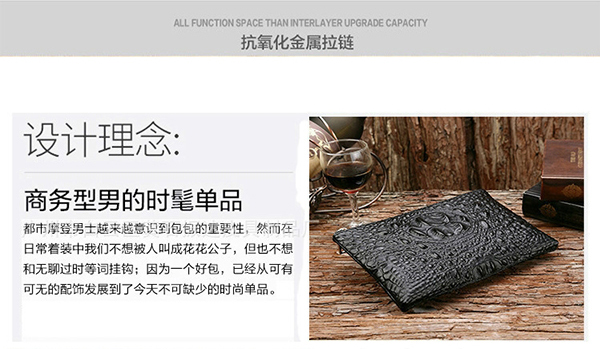 ALL FUNCTION SPACE THAN INTERLAYER UPGRADE CAPACITY
抗氧化金属拉链
设计理念:
商务型男的时髦单品
都市摩登男士越来越意识到包包的重要性，然而在
日常着装中我们不想被人叫成花花公子，但也不想
和无聊过时等词挂钩；因为一个好包，已经从可有
可无的配饰发展到了今天不可缺少的时尚单品。